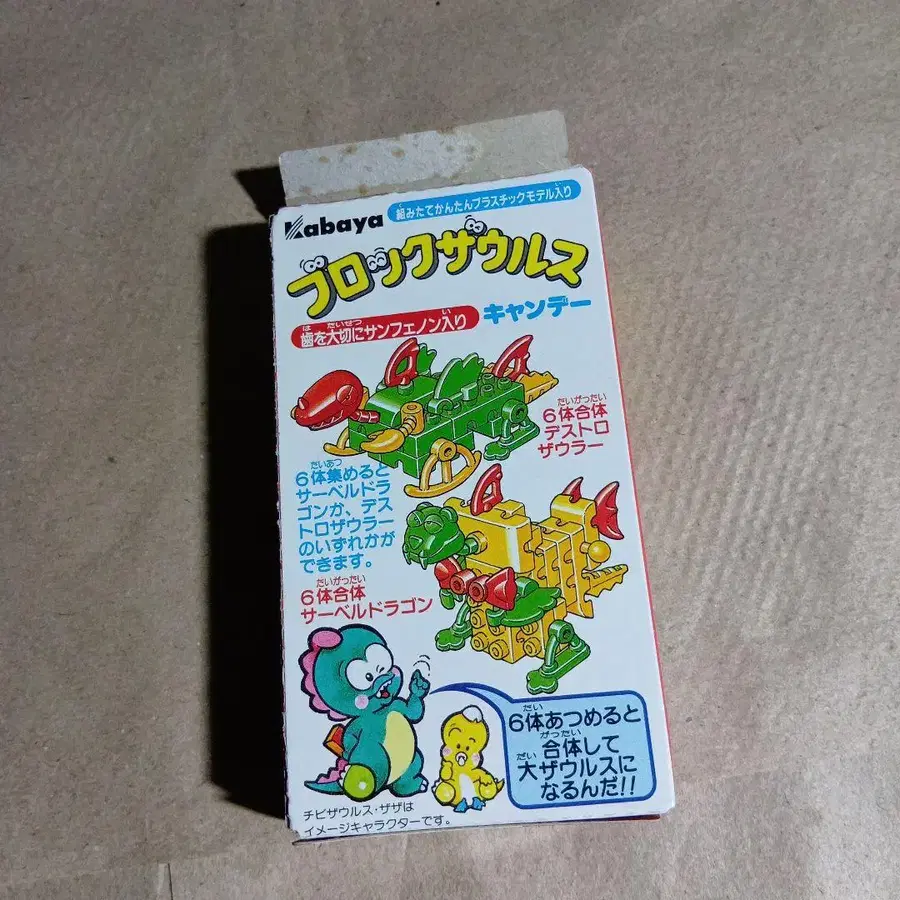 Kabaya
組みたてかんたんプラスチックモデル入り
ブロックザウルス
キャンデー
歯を大切にサンフェノン入り
6体合体
デストロ
ザウラー
6体集めると
サーベルドラ
ゴンか、デス
トロザウラー
のいずれかが
できます。
6体合体
サーベルドラゴン
6体あつめると
合体して
大ザウルスに
なるんだ!!
チビザウルス・ザザは
イメージキャラクターです。